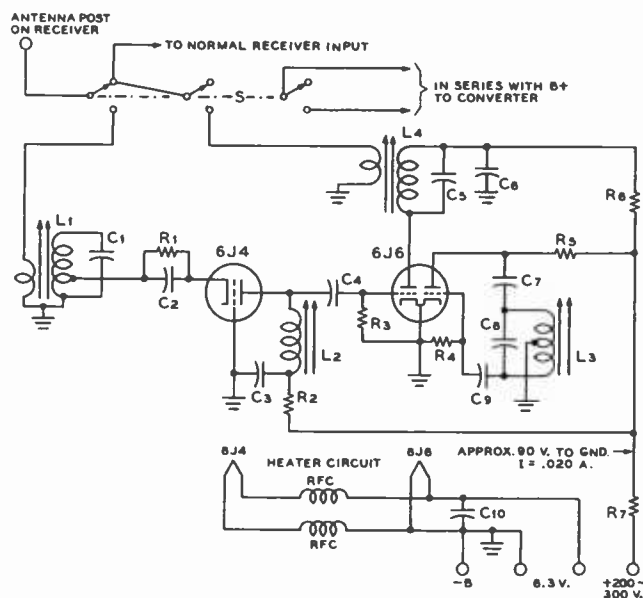 ANTENNA POST
ON RECEIVER
TO NORMAL RECEIVER INPUT
S
IN SERIES WITH B+
TO CONVERTER
L4
C5
C6
R6
L1
C1
R1
C2
6J4
C4
6J6
R5
C7
R3
R4
C8
L3
L2
C3
R2
C9
APPROX. 90 V. TO GND.
I = .020 A.
6J4
HEATER CIRCUIT
6J6
RFC
RFC
C10
R7
-B
6.3 V.
+200-
300 V.